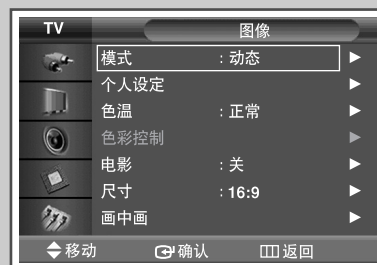 TV 图像
模式 : 动态
个人设定
色温 : 正常
色彩控制
电影 : 关
尺寸 : 16:9
画中画
移动 确认 返回